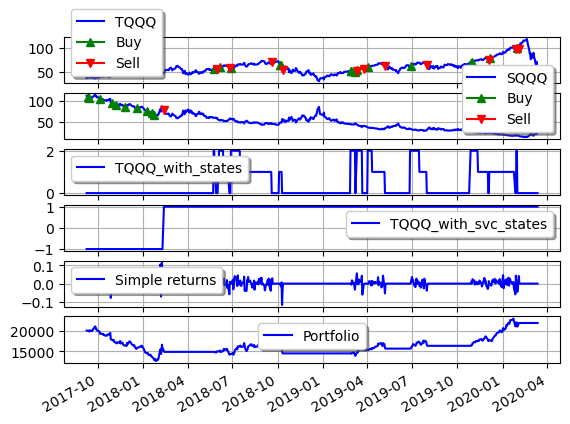 TQQQ
Buy
Sell
100
50
SQQQ
Buy
Sell
100
50
TQQQ_with_states
2
0
TQQQ_with_svc_states
1
0
−1
Simple returns
0.1
0.0
−0.1
Portfolio
20000
15000
2017-10 2018-01 2018-04 2018-07 2018-10 2019-01 2019-04 2019-07 2019-10 2020-01 2020-04